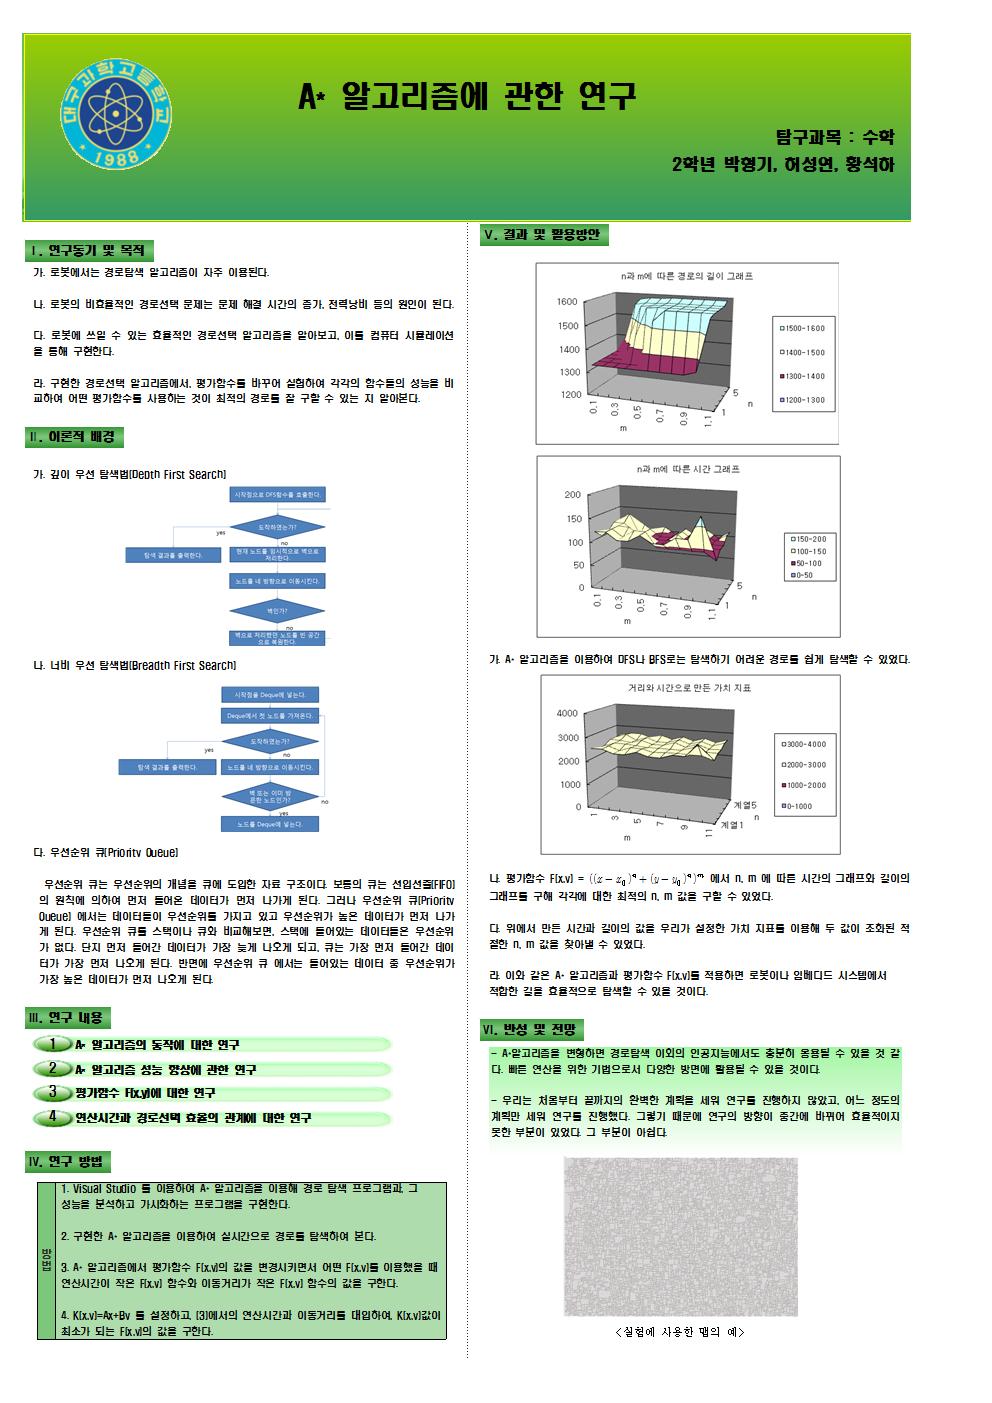 대구과학고등학교
1988
A* 알고리즘에 관한 연구
탐구과목 : 수학
2학년 박형기, 허성연, 황석하
Ⅰ. 연구동기 및 목적
가. 로봇에서는 경로탐색 알고리즘이 자주 이용된다.
나. 로봇의 비효율적인 경로선택 문제는 문제 해결 시간의 증가, 전력낭비 등의 원인이 된다.
다. 로봇에 쓰일 수 있는 효율적인 경로선택 알고리즘을 알아보고, 이를 컴퓨터 시뮬레이션
을 통해 구현한다.
라. 구현한 경로선택 알고리즘에서, 평가함수를 바꾸어 실험하여 각각의 함수들의 성능을 비
교하여 어떤 평가함수를 사용하는 것이 최적의 경로를 잘 구할 수 있는 지 알아본다.
Ⅱ. 이론적 배경
가. 깊이 우선 탐색법(Depth First Search)
시작점으로 DFS함수를 호출한다.
도착하였는가?
yes
no
탐색 결과를 출력한다.
현재 노드를 임시적으로 벽으로
처리한다.
노드를 네 방향으로 이동시킨다.
벽인가?
no
벽으로 처리했던 노드를 빈 공간
으로 복원한다.
나. 너비 우선 탐색법(Breadth First Search)
시작점을 Deque에 넣는다.
Deque에서 첫 노드를 가져온다.
도착하였는가?
yes
no
탐색 결과를 출력한다.
노드를 네 방향으로 이동시킨다.
벽 또는 이미 방
문한 노드인가?
no
yes
노드를 Deque에 넣는다.
다. 우선순위 큐(Priority Queue)
우선순위 큐는 우선순위의 개념을 큐에 도입한 자료 구조이다. 보통의 큐는 선입선출(FIFO)
의 원칙에 의하여 먼저 들어온 데이터가 먼저 나가게 된다. 그러나 우선순위 큐(Priority
Queue) 에서는 데이터들이 우선순위를 가지고 있고 우선순위가 높은 데이터가 먼저 나가
게 된다. 우선순위 큐를 스택이나 큐와 비교해보면, 스택에 들어있는 데이터들은 우선순위
가 없다. 단지 먼저 들어간 데이터가 가장 늦게 나오게 되고, 큐는 가장 먼저 들어간 데이
터가 가장 먼저 나오게 된다. 반면에 우선순위 큐 에서는 들어있는 데이터 중 우선순위가
가장 높은 데이터가 먼저 나오게 된다.
Ⅲ. 연구 내용
1 A* 알고리즘의 동작에 대한 연구
2 A* 알고리즘 성능 향상에 관한 연구
3 평가함수 F(x,y)에 대한 연구
4 연산시간과 경로선택 효율의 관계에 대한 연구
Ⅳ. 연구 방법
방
법
1. Visual Studio 를 이용하여 A* 알고리즘을 이용해 경로 탐색 프로그램과, 그
성능을 분석하고 가시화하는 프로그램을 구현한다.
2. 구현한 A* 알고리즘을 이용하여 실시간으로 경로를 탐색하여 본다.
3. A* 알고리즘에서 평가함수 F(x,y)의 값을 변경시키면서 어떤 F(x,y)를 이용했을 때
연산시간이 작은 F(x,y) 함수와 이동거리가 작은 F(x,y) 함수의 값을 구한다.
4. K(x,y)=Ax+By 를 설정하고, (3)에서의 연산시간과 이동거리를 대입하여, K(x,y)값이
최소가 되는 F(x,y)의 값을 구한다.
Ⅴ. 결과 및 활용방안
n과 m에 따른 경로의 길이 그래프
1600
1500
1400
1300
1200
0.1 0.3 0.5 0.7 0.9 1.1
m
1
5
n
1500-1600
1400-1500
1300-1400
1200-1300
n과 m에 따른 시간 그래프
200
150
100
50
0
0.1 0.3 0.5 0.7 0.9 1.1
m
1
5
n
150-200
100-150
50-100
0-50
가. A* 알고리즘을 이용하여 DFS나 BFS로는 탐색하기 어려운 경로를 쉽게 탐색할 수 있었다.
거리와 시간으로 만든 가치 지표
4000
3000
2000
1000
0
1 3 5 7 9 11
m
계열1
계열5
n
3000-4000
2000-3000
1000-2000
0-1000
나. 평가함수 F(x,y) = ((x − x₀)ⁿ + (y − y₀)ⁿ)ᵐ 에서 n, m 에 따른 시간의 그래프와 길이의
그래프를 구해 각각에 대한 최적의 n, m 값을 구할 수 있었다.
다. 위에서 만든 시간과 길이의 값을 우리가 설정한 가치 지표를 이용해 두 값이 조화된 적
절한 n, m 값을 찾아낼 수 있었다.
라. 이와 같은 A* 알고리즘과 평가함수 F(x,y)를 적용하면 로봇이나 임베디드 시스템에서
적합한 길을 효율적으로 탐색할 수 있을 것이다.
Ⅵ. 반성 및 전망
- A*알고리즘을 변형하면 경로탐색 이외의 인공지능에서도 충분히 응용될 수 있을 것 같
다. 빠른 연산을 위한 기법으로서 다양한 방면에 활용될 수 있을 것이다.
- 우리는 처음부터 끝까지의 완벽한 계획을 세워 연구를 진행하지 않았고, 어느 정도의
계획만 세워 연구를 진행했다. 그렇기 때문에 연구의 방향이 중간에 바뀌어 효율적이지
못한 부분이 있었다. 그 부분이 아쉽다.
<실험에 사용한 맵의 예>